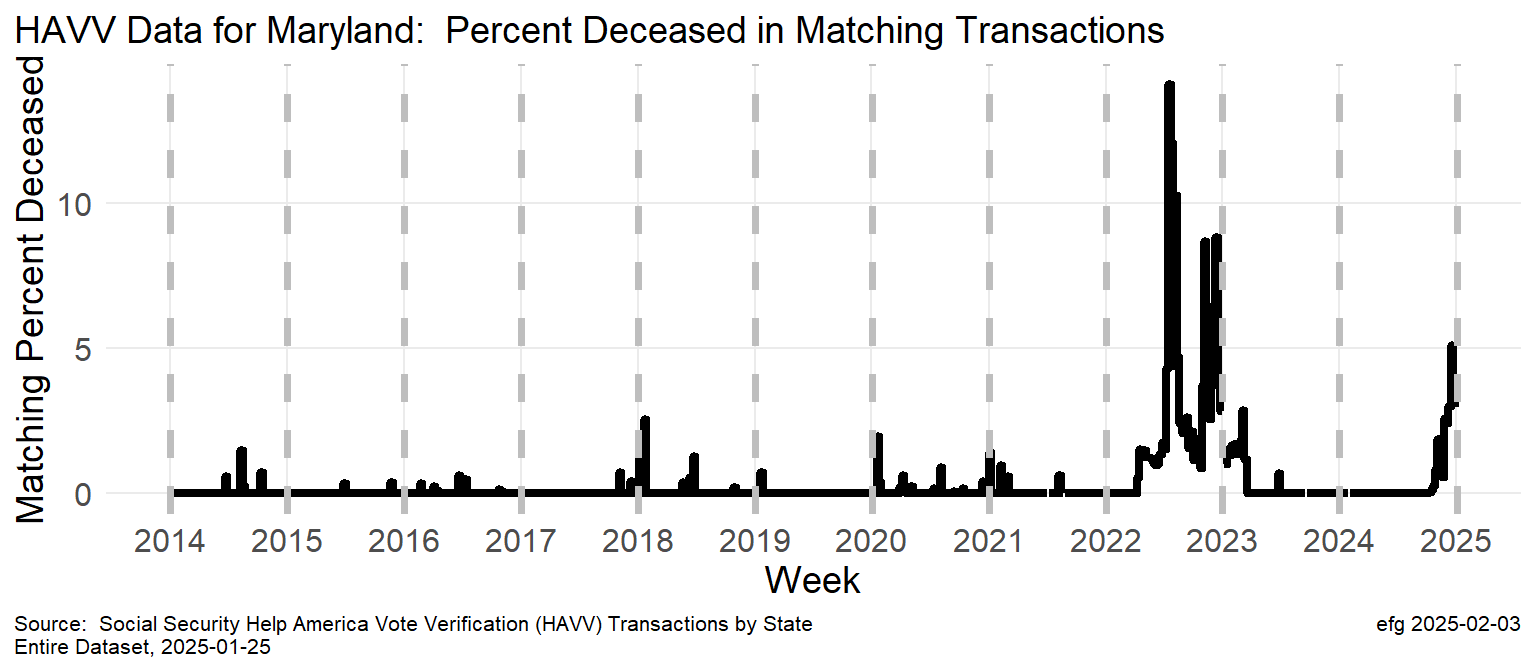 HAVV Data for Maryland:  Percent Deceased in Matching Transactions
Matching Percent Deceased
10
5
0
2014 2015 2016 2017 2018 2019 2020 2021 2022 2023 2024 2025
Week
Source:  Social Security Help America Vote Verification (HAVV) Transactions by State
Entire Dataset, 2025-01-25
efg 2025-02-03